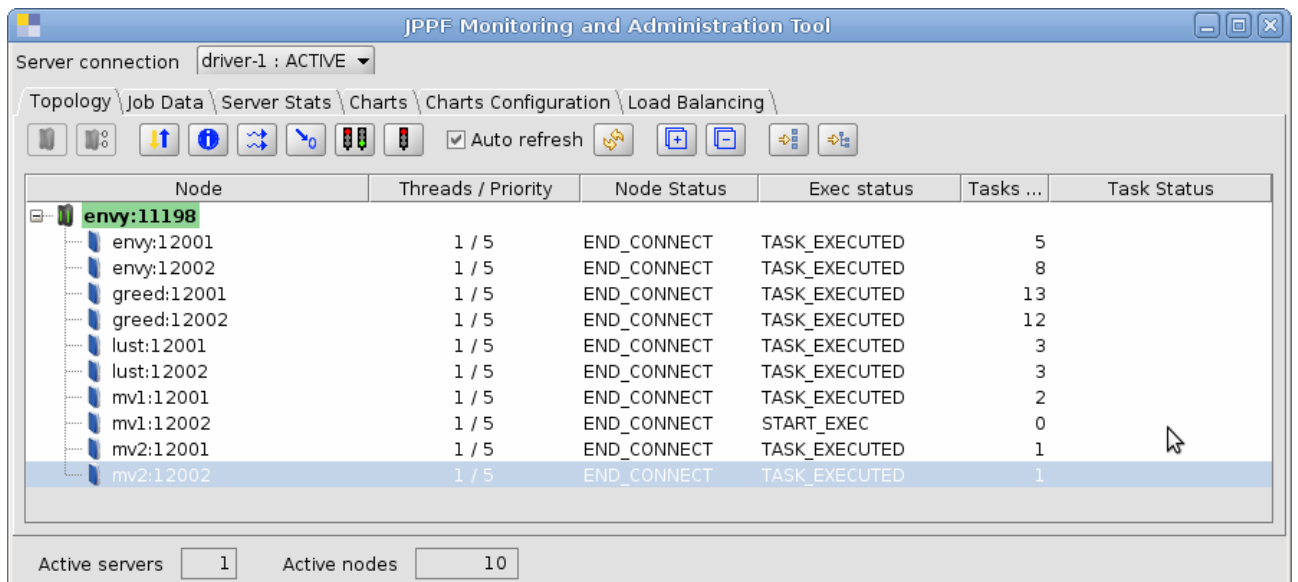 JPPF Monitoring and Administration Tool
Server connection driver-1 : ACTIVE
Topology Job Data Server Stats Charts Charts Configuration Load Balancing
Auto refresh
Node Threads / Priority Node Status Exec status Tasks ... Task Status
envy:11198
envy:12001 1 / 5 END_CONNECT TASK_EXECUTED 5
envy:12002 1 / 5 END_CONNECT TASK_EXECUTED 8
greed:12001 1 / 5 END_CONNECT TASK_EXECUTED 13
greed:12002 1 / 5 END_CONNECT TASK_EXECUTED 12
lust:12001 1 / 5 END_CONNECT TASK_EXECUTED 3
lust:12002 1 / 5 END_CONNECT TASK_EXECUTED 3
mv1:12001 1 / 5 END_CONNECT TASK_EXECUTED 2
mv1:12002 1 / 5 END_CONNECT START_EXEC 0
mv2:12001 1 / 5 END_CONNECT TASK_EXECUTED 1
mv2:12002 1 / 5 END_CONNECT TASK_EXECUTED 1
Active servers 1 Active nodes 10